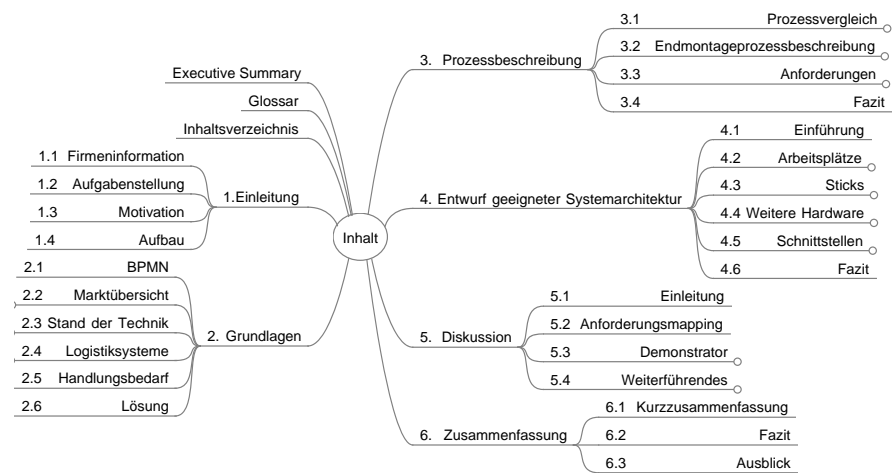 Inhalt
Executive Summary
Glossar
Inhaltsverzeichnis
1.Einleitung
1.1 Firmeninformation
1.2 Aufgabenstellung
1.3 Motivation
1.4 Aufbau
2. Grundlagen
2.1 BPMN
2.2 Marktübersicht
2.3 Stand der Technik
2.4 Logistiksysteme
2.5 Handlungsbedarf
2.6 Lösung
3. Prozessbeschreibung
3.1 Prozessvergleich
3.2 Endmontageprozessbeschreibung
3.3 Anforderungen
3.4 Fazit
4. Entwurf geeigneter Systemarchitektur
4.1 Einführung
4.2 Arbeitsplätze
4.3 Sticks
4.4 Weitere Hardware
4.5 Schnittstellen
4.6 Fazit
5. Diskussion
5.1 Einleitung
5.2 Anforderungsmapping
5.3 Demonstrator
5.4 Weiterführendes
6. Zusammenfassung
6.1 Kurzzusammenfassung
6.2 Fazit
6.3 Ausblick